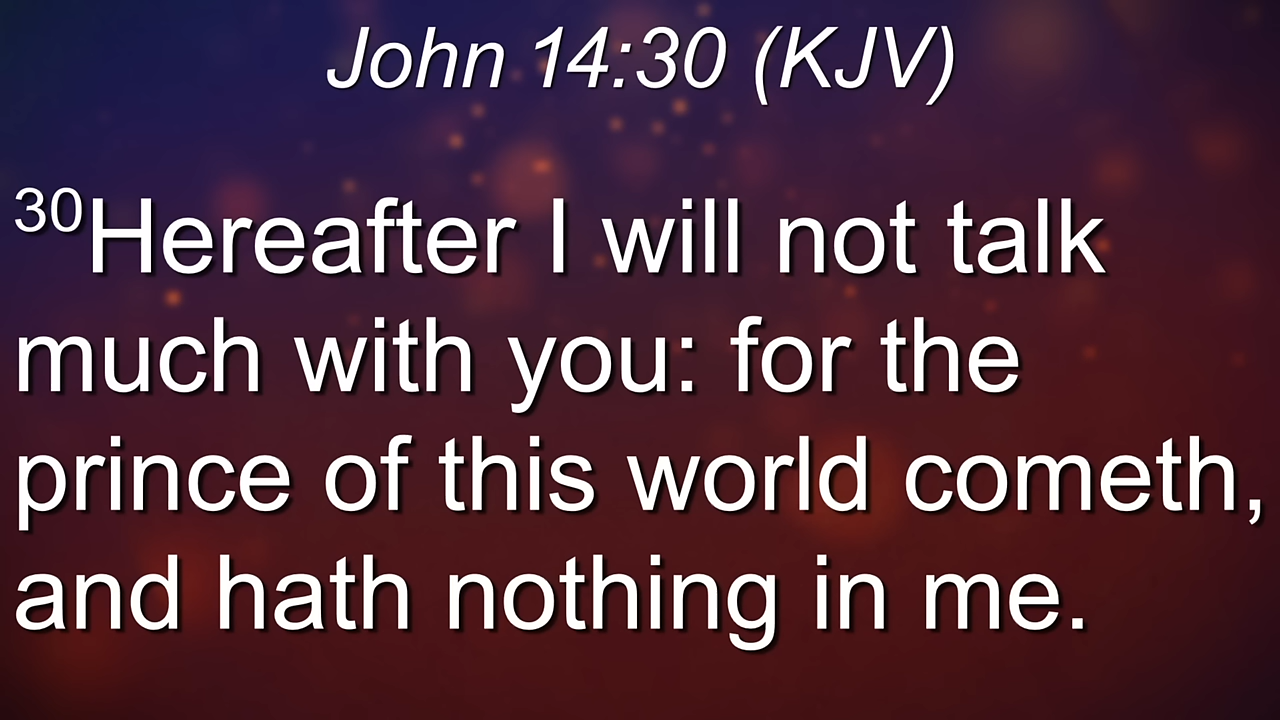 John 14:30 (KJV)
30Hereafter I will not talk
much with you: for the
prince of this world cometh,
and hath nothing in me.